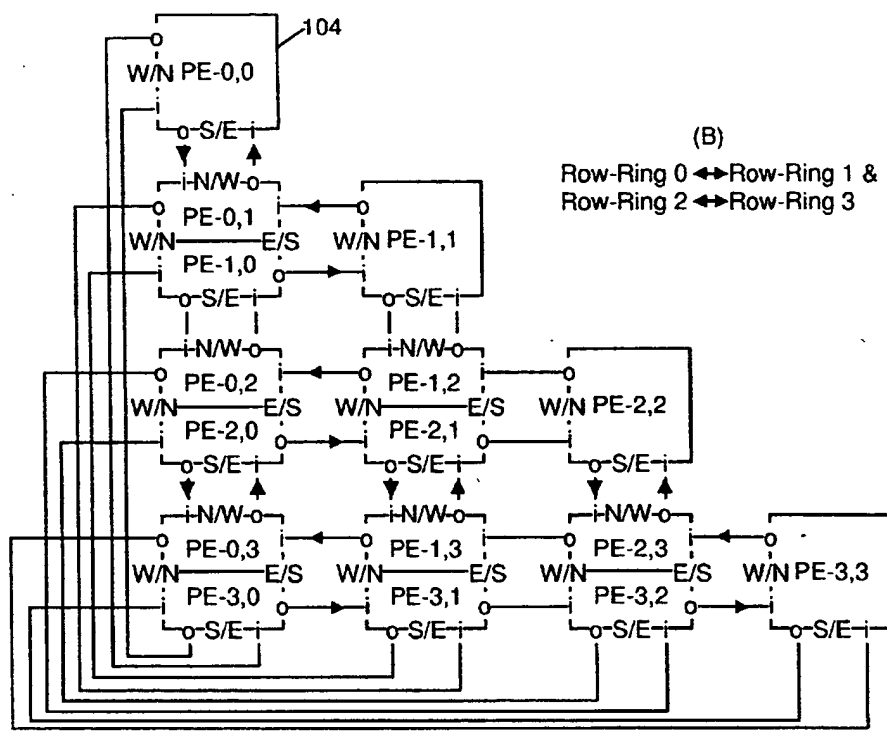 104
o
W/N PE-0,0
i
o S/E i
(B)
Row-Ring 0 ↔ Row-Ring 1 &
Row-Ring 2 ↔ Row-Ring 3
i N/W o
o PE-0,1 i o
W/N E/S W/N PE-1,1
i PE-1,0 o i
o S/E i o S/E i
i N/W o i N/W o
o PE-0,2 i o PE-1,2 i o
W/N E/S W/N E/S W/N PE-2,2
i PE-2,0 o i PE-2,1 o i
o S/E i o S/E i o S/E i
i N/W o i N/W o i N/W o
o PE-0,3 i o PE-1,3 i o PE-2,3 i o
W/N E/S W/N E/S W/N E/S W/N PE-3,3
i PE-3,0 o i PE-3,1 o i PE-3,2 o i
o S/E i o S/E i o S/E i o S/E i